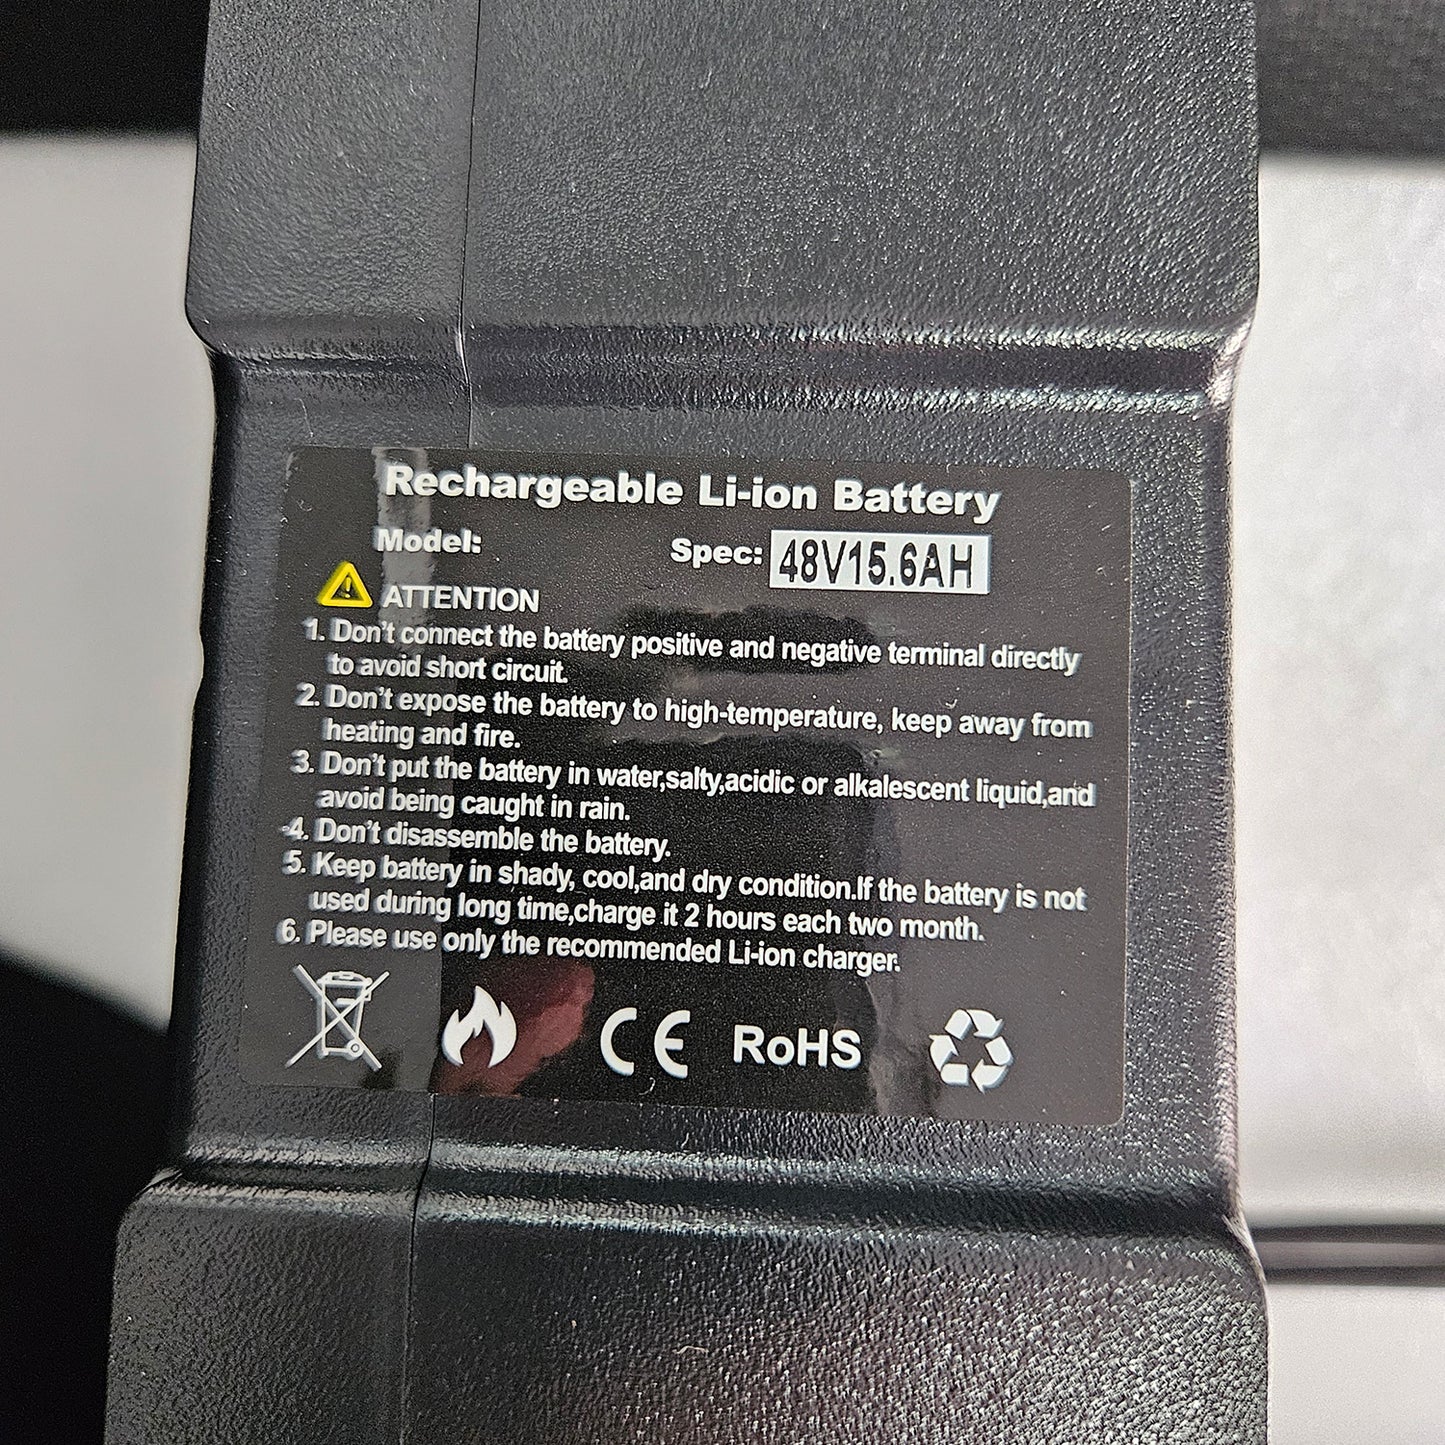 Rechargeable Li-ion Battery
Model: Spec: 48V15.6AH
ATTENTION
1. Don't connect the battery positive and negative terminal directly
to avoid short circuit.
2. Don't expose the battery to high-temperature, keep away from
heating and fire.
3. Don't put the battery in water,salty,acidic or alkalescent liquid,and
avoid being caught in rain.
4. Don't disassemble the battery.
5. Keep battery in shady, cool,and dry condition.If the battery is not
used during long time,charge it 2 hours each two month.
6. Please use only the recommended Li-ion charger.
CE RoHS